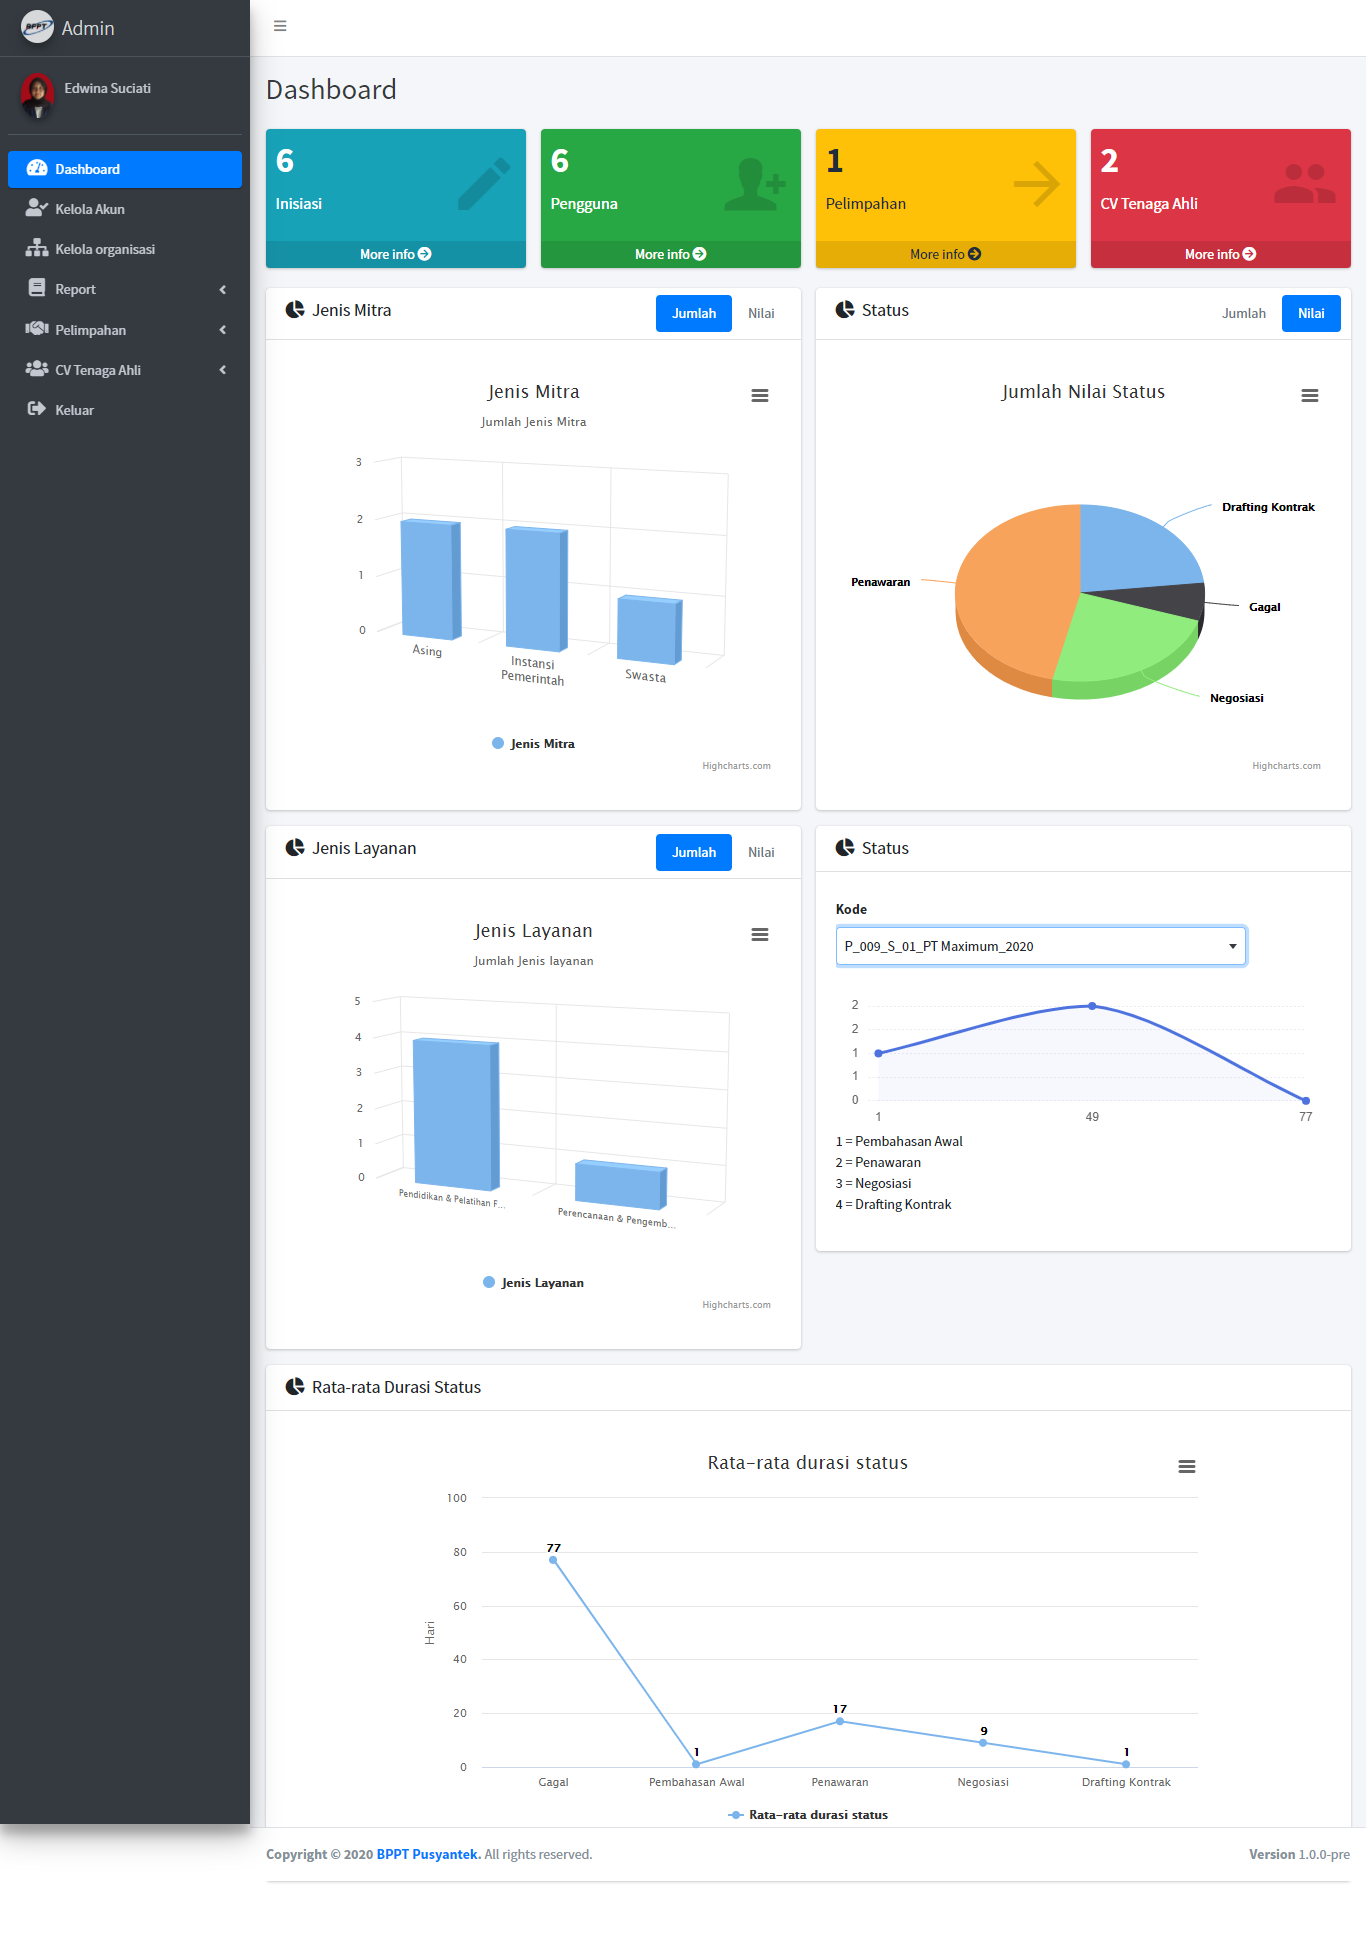 BPPT Admin
Edwina Suciati
Dashboard
Kelola Akun
Kelola organisasi
Report
Pelimpahan
CV Tenaga Ahli
Keluar
Dashboard
6
Inisiasi
More info
6
Pengguna
More info
1
Pelimpahan
More info
2
CV Tenaga Ahli
More info
Jenis Mitra
Jumlah Nilai
Jenis Mitra
Jumlah Jenis Mitra
3
2
1
0
Asing
Instansi
Pemerintah
Swasta
Jenis Mitra
Highcharts.com
Status
Jumlah Nilai
Jumlah Nilai Status
Drafting Kontrak
Penawaran
Gagal
Negosiasi
Highcharts.com
Jenis Layanan
Jumlah Nilai
Jenis Layanan
Jumlah Jenis layanan
5
4
3
2
1
0
Pendidikan & Pelatihan F...
Perencanaan & Pengemb...
Jenis Layanan
Highcharts.com
Status
Kode
P_009_S_01_PT Maximum_2020
2
2
1
1
0
1 49 77
1 = Pembahasan Awal
2 = Penawaran
3 = Negosiasi
4 = Drafting Kontrak
Rata-rata Durasi Status
Rata-rata durasi status
100
80
60
40
20
0
Hari
77
1
17
9
1
Gagal Pembahasan Awal Penawaran Negosiasi Drafting Kontrak
Rata-rata durasi status
Copyright © 2020 BPPT Pusyantek. All rights reserved.
Version 1.0.0-pre